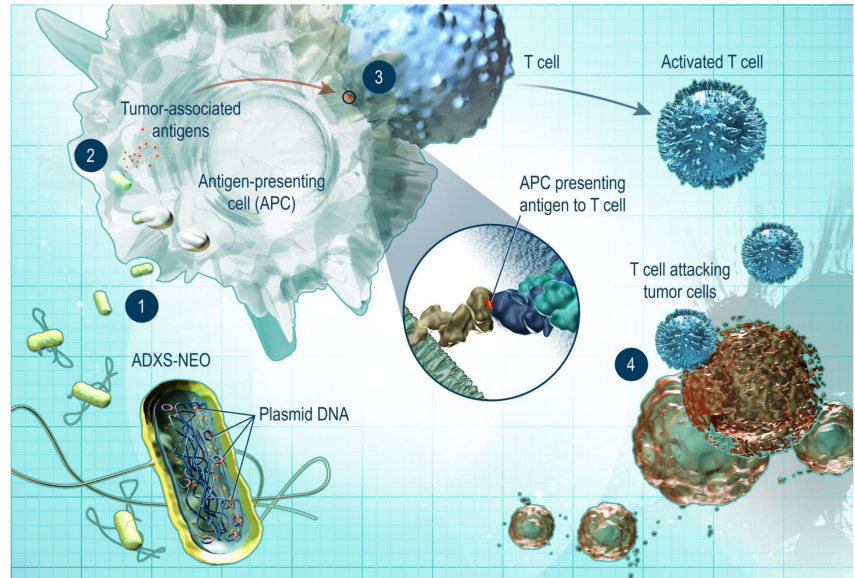 3
T cell
Activated T cell
Tumor-associated
antigens
2
Antigen-presenting
cell (APC)
APC presenting
antigen to T cell
1
T cell attacking
tumor cells
4
ADXS-NEO
Plasmid DNA